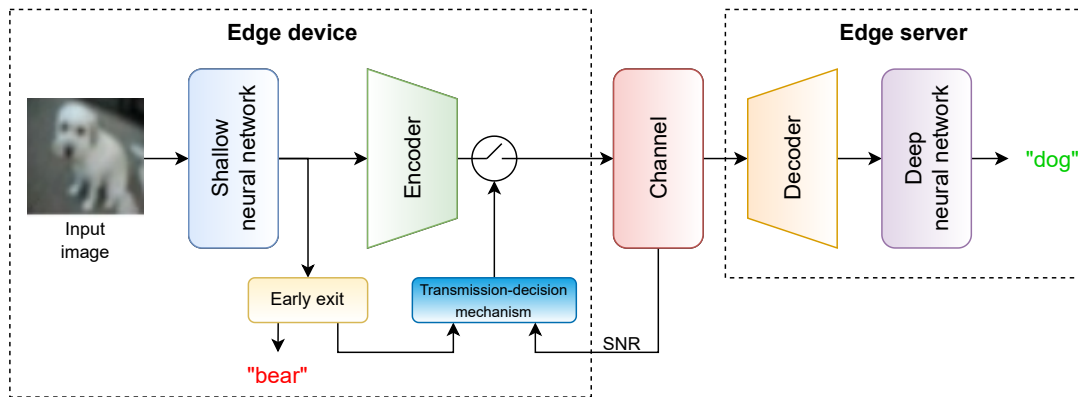 Edge device
Edge server
Input
image
Shallow
neural network
Encoder
Channel
Decoder
Deep
neural network
"dog"
Early exit
Transmission-decision
mechanism
SNR
"bear"